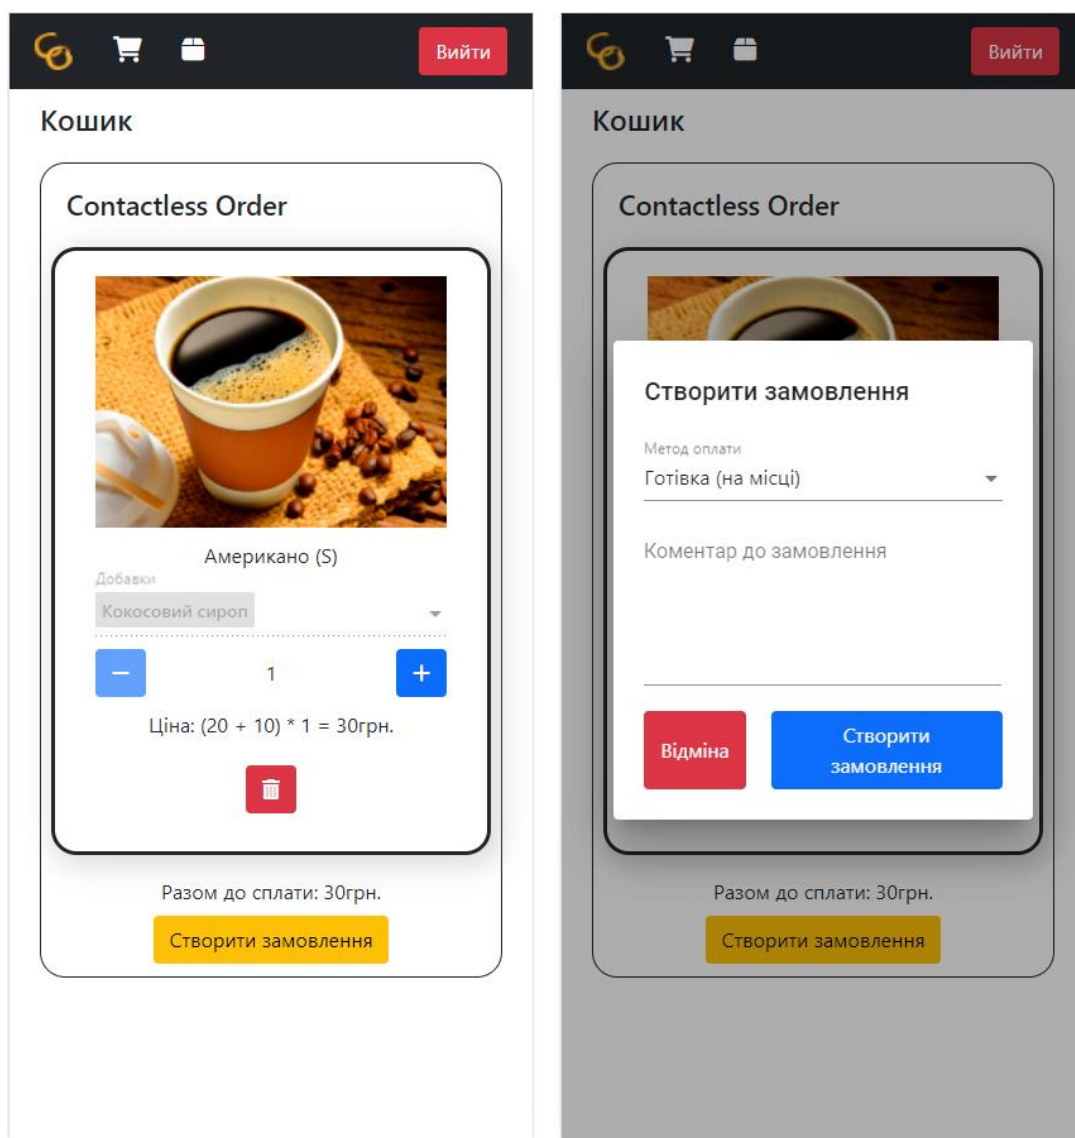 Вийти
Кошик
Contactless Order
Американо (S)
Добавки
Кокосовий сироп
1
Ціна: (20 + 10) * 1 = 30грн.
Разом до сплати: 30грн.
Створити замовлення
Вийти
Кошик
Contactless Order
Створити замовлення
Метод оплати
Готівка (на місці)
Коментар до замовлення
Відміна
Створити
замовлення
Разом до сплати: 30грн.
Створити замовлення